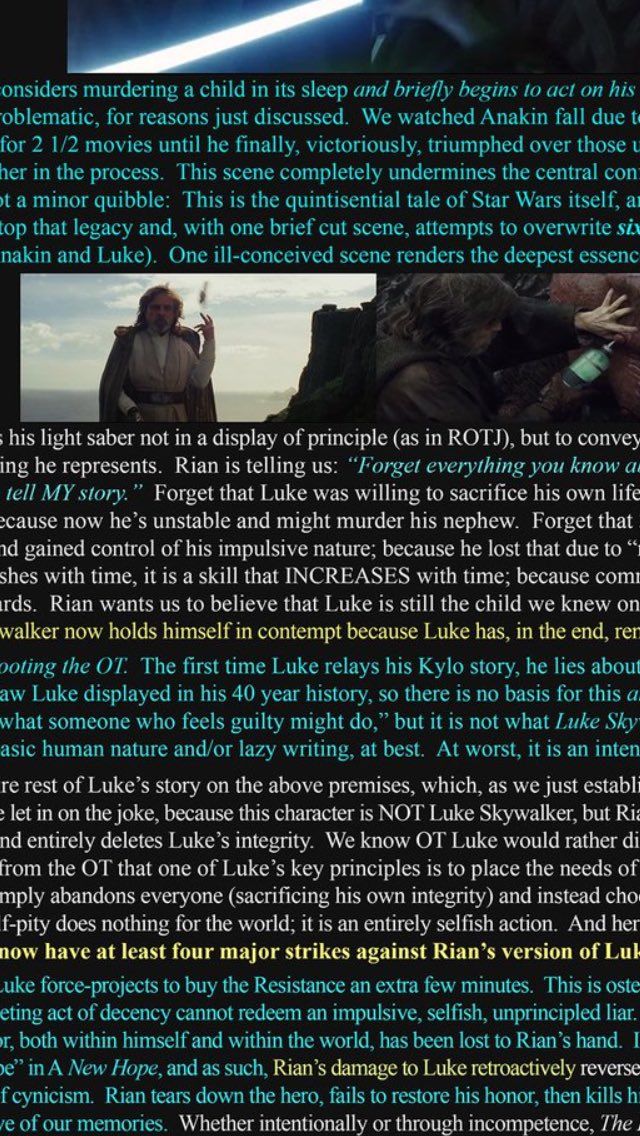 considers murdering a child in its sleep and briefly begins to act on his
roblematic, for reasons just discussed. We watched Anakin fall due to
for 2 1/2 movies until he finally, victoriously, triumphed over those u
her in the process. This scene completely undermines the central con
ot a minor quibble: This is the quintisential tale of Star Wars itself, a
top that legacy and, with one brief cut scene, attempts to overwrite six
nakin and Luke). One ill-conceived scene renders the deepest essenc
s his light saber not in a display of principle (as in ROTJ), but to convey
ing he represents. Rian is telling us: “Forget everything you know a
tell MY story.” Forget that Luke was willing to sacrifice his own life
ecause now he’s unstable and might murder his nephew. Forget that
nd gained control of his impulsive nature; because he lost that due to “
shes with time, it is a skill that INCREASES with time; because com
ards. Rian wants us to believe that Luke is still the child we knew on
walker now holds himself in contempt because Luke has, in the end, ren
ooting the OT. The first time Luke relays his Kylo story, he lies about
aw Luke displayed in his 40 year history, so there is no basis for this a
what someone who feels guilty might do,” but it is not what Luke Sky
asic human nature and/or lazy writing, at best. At worst, it is an inten
re rest of Luke’s story on the above premises, which, as we just establi
e let in on the joke, because this character is NOT Luke Skywalker, but Ria
nd entirely deletes Luke’s integrity. We know OT Luke would rather di
from the OT that one of Luke’s key principles is to place the needs of
mply abandons everyone (sacrificing his own integrity) and instead choo
lf-pity does nothing for the world; it is an entirely selfish action. And her
now have at least four major strikes against Rian’s version of Luk
Luke force-projects to buy the Resistance an extra few minutes. This is oste
eting act of decency cannot redeem an impulsive, selfish, unprincipled liar.
or, both within himself and within the world, has been lost to Rian’s hand. I
pe” in A New Hope, and as such, Rian’s damage to Luke retroactively reverse
f cynicism. Rian tears down the hero, fails to restore his honor, then kills hi
ve of our memories. Whether intentionally or through incompetence, The